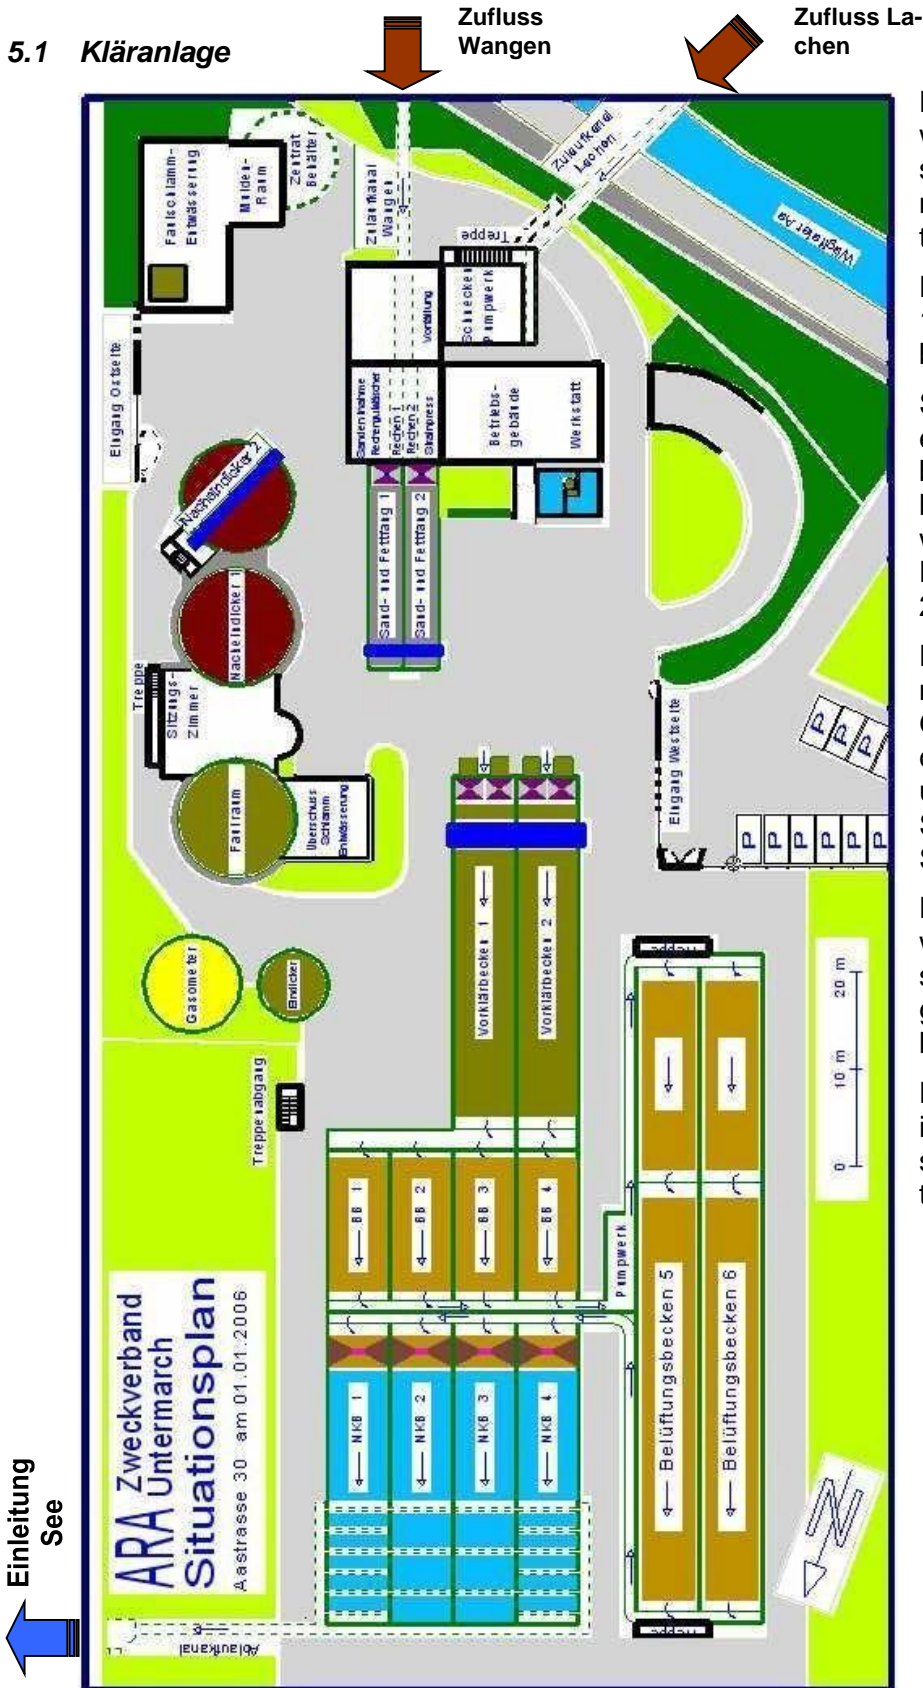 Zufluss
Wangen
Zufluss La-
chen
5.1 Kläranlage
Faulschlamm-
Entwässerung
Mulden-
Raum
Zentrat
Behälter
Zulaufkanal
Wangen
Zulaufkanal
Lachen
Wägitaler Aa
Treppe
Schnecken
Pumpwerk
Vorfällung
Rechengutwäscher
Rechen 1
Rechen 2
Betriebs-
gebäude
Werkstatt
Eingang Ostseite
Nacheindicker 2
Nacheindicker 1
Sand- und Fettfang 1
Sand- und Fettfang 2
Treppe
Sitzungs-
Zimmer
Faulraum
Überschuss
Schlamm
Entwässerung
Eingang Westseite
P
P
P
P
P
P
P
P
P
Gasometer
Eindicker
Vorklärbecken 1
Vorklärbecken 2
Treppenabgang
0 10 m 20 m
BB 1
BB 2
BB 3
BB 4
Pumpwerk
NKB 1
NKB 2
NKB 3
NKB 4
Belüftungsbecken 5
Belüftungsbecken 6
ARA Zweckverband
Untermarch
Situationsplan
Aastrasse 30 am 01.01.2006
N
Ablaufkanal
Einleitung
See